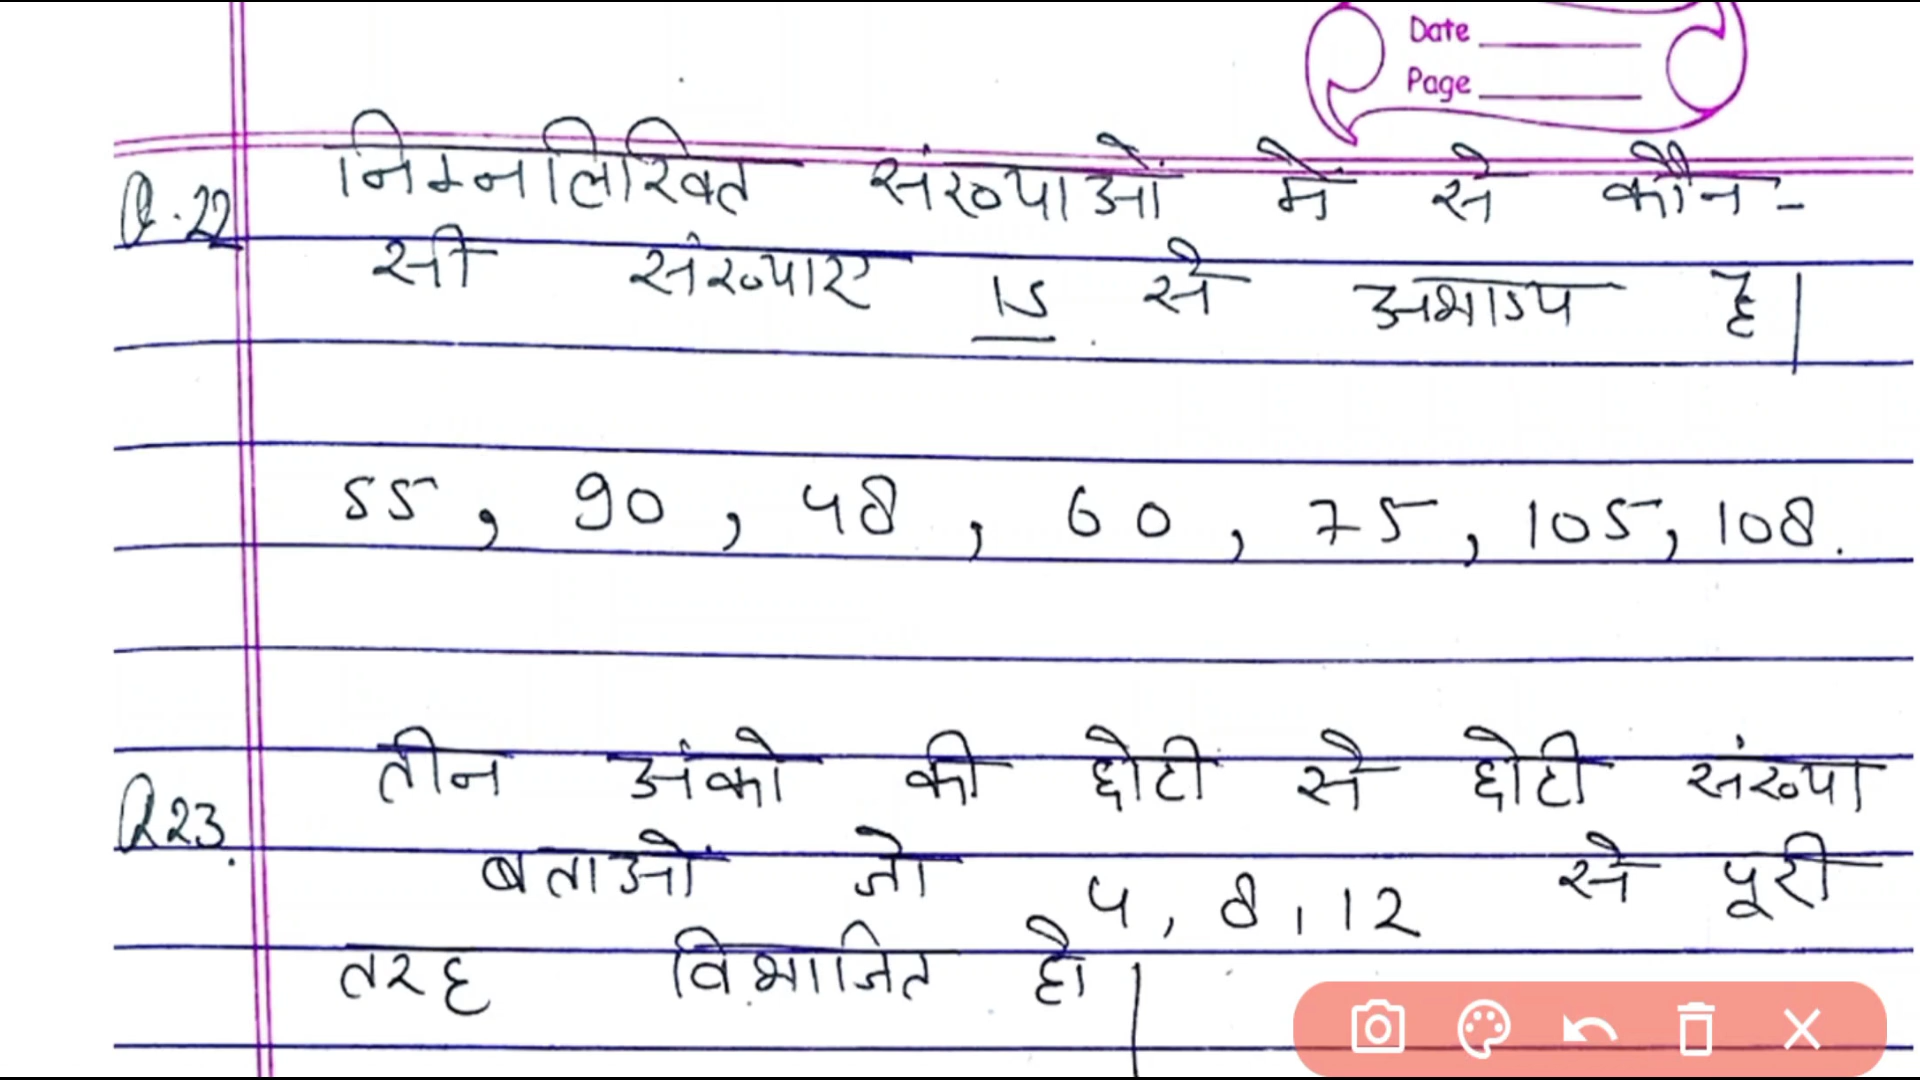 Date
Page
Q.22 निम्नलिखित संख्याओं में से कौन-
सी संख्याए 15 से अभाज्य है।
55, 90, 48, 60, 75, 105, 108.
Q23. तीन अंको की छोटी से छोटी संख्या
बताओं जो 4, 8, 12 से पूरी
तरह विभाजित हो।